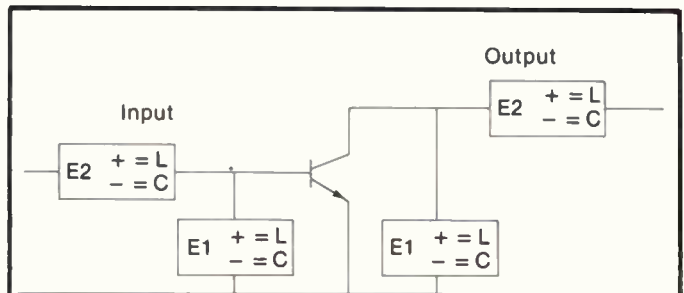 Output
Input
E2 + = L
− = C
E2 + = L
− = C
E1 + = L
− = C
E1 + = L
− = C